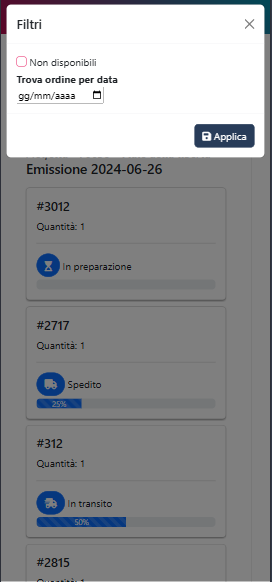 Filtri
Non disponibili
Trova ordine per data
gg/mm/aaaa
Applica
Emissione 2024-06-26
#3012
Quantità: 1
In preparazione
#2717
Quantità: 1
Spedito
25%
#312
Quantità: 1
In transito
50%
#2815
Quantità: 1